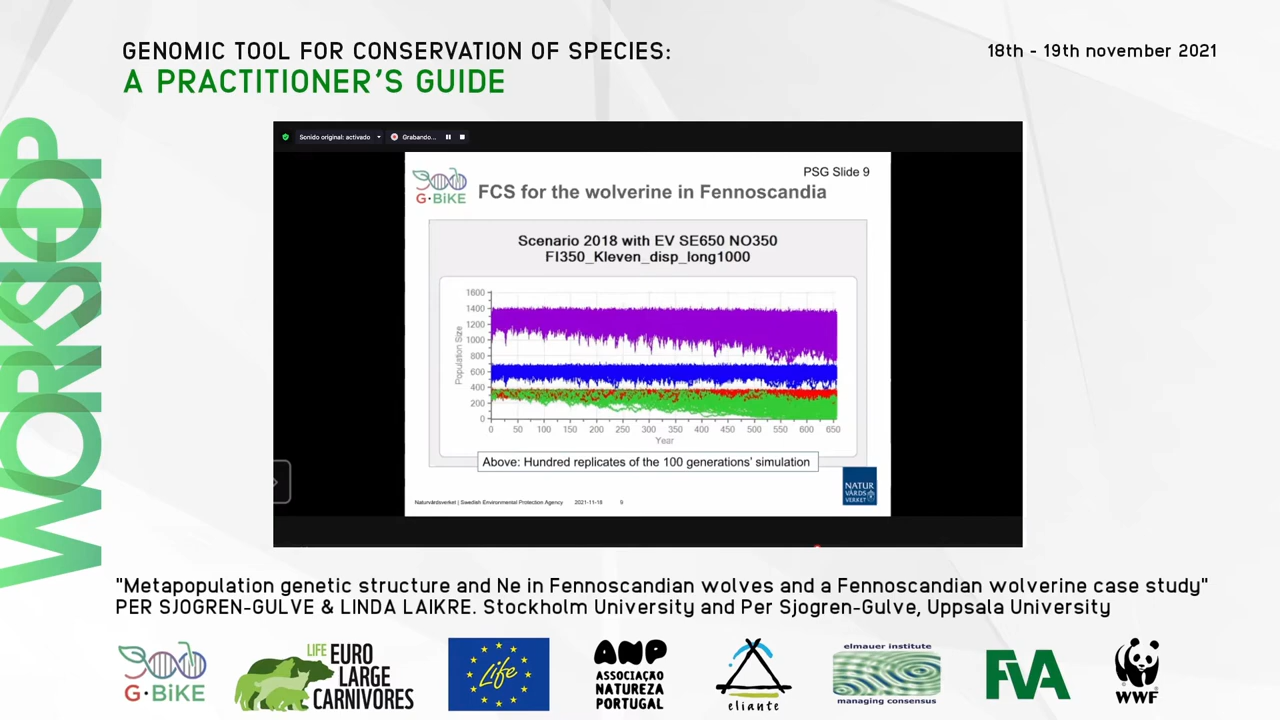 GENOMIC TOOL FOR CONSERVATION OF SPECIES:
A PRACTITIONER'S GUIDE
18th - 19th november 2021
WORKSHOP
Sonido original: activado
Grabando...
G·BiKE
PSG Slide 9
FCS for the wolverine in Fennoscandia
Scenario 2018 with EV SE650 NO350
FI350_Kleven_disp_long1000
Population Size
1600
1400
1200
1000
800
600
400
200
0
0 50 100 150 200 250 300 350 400 450 500 550 600 650
Year
Above: Hundred replicates of the 100 generations' simulation
Naturvårdsverket | Swedish Environmental Protection Agency 2021-11-18 9
NATUR
VÅRDS
VERKET
"Metapopulation genetic structure and Ne in Fennoscandian wolves and a Fennoscandian wolverine case study"
PER SJOGREN-GULVE & LINDA LAIKRE. Stockholm University and Per Sjogren-Gulve, Uppsala University
G·BiKE
LIFE EURO
LARGE
CARNIVORES
Life
ANP
ASSOCIAÇÃO
NATUREZA
PORTUGAL
eliante
elmauer institute
managing consensus
FVA
WWF